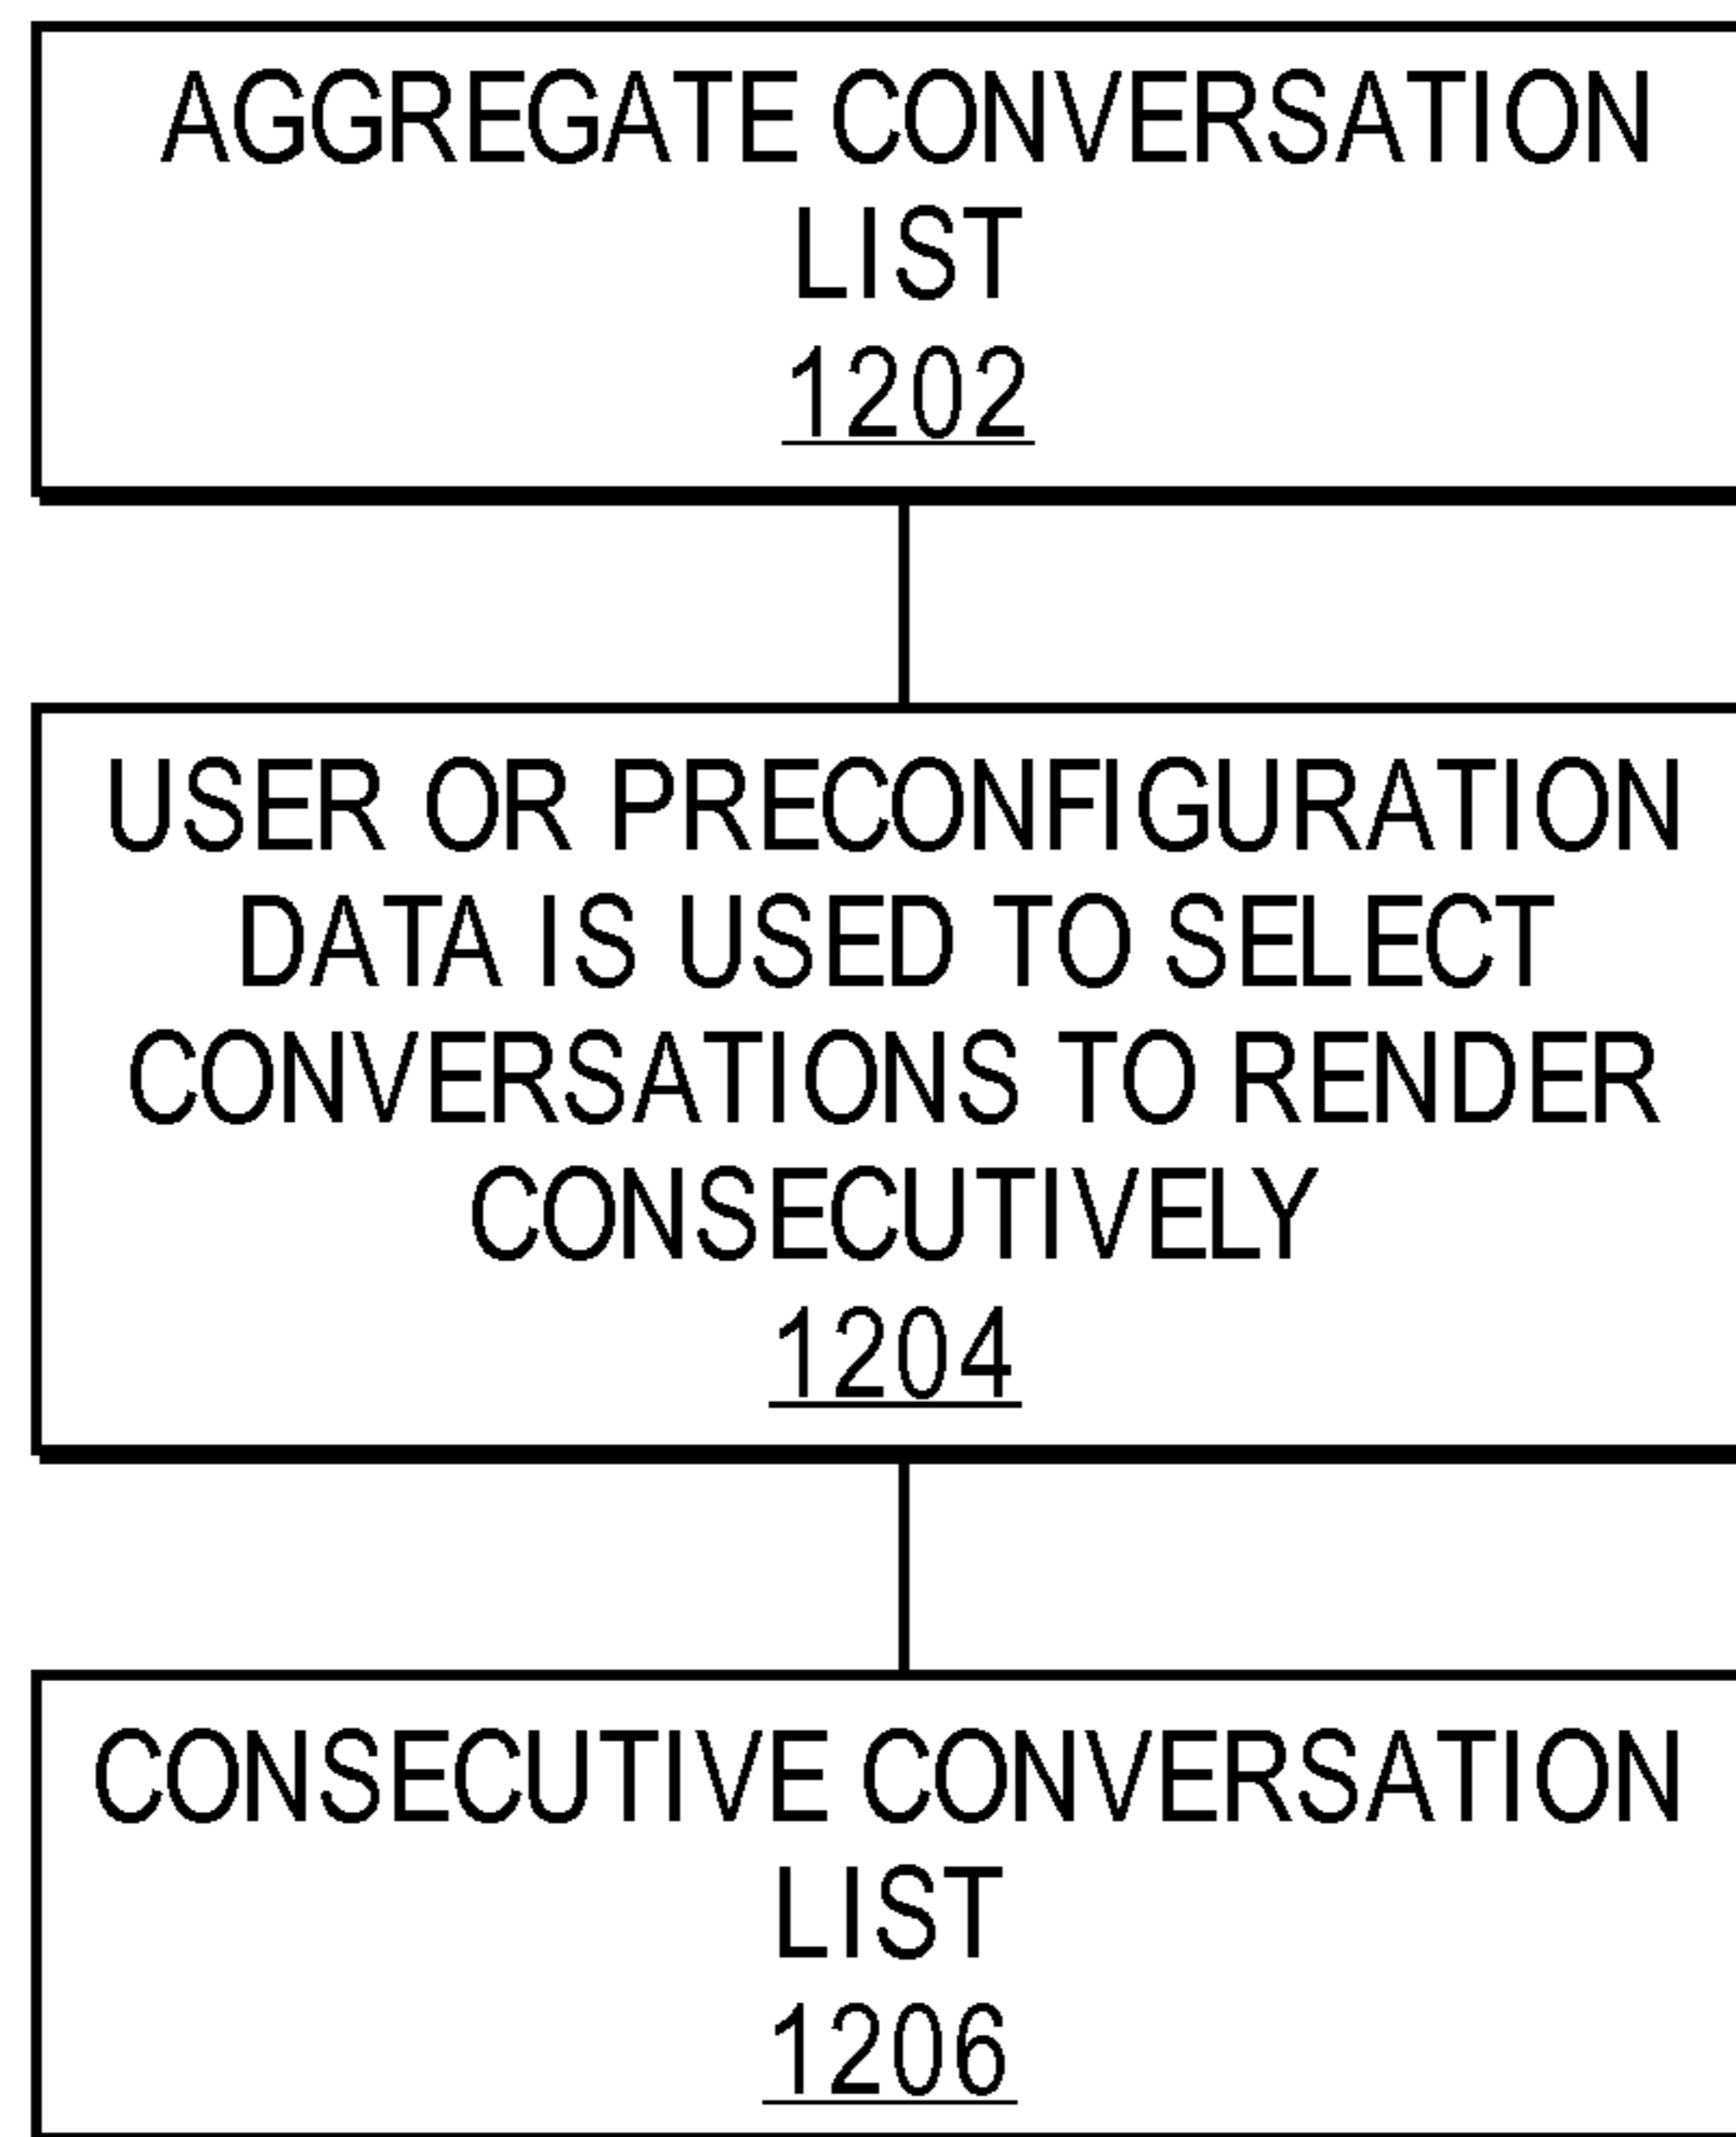 AGGREGATE CONVERSATION
LIST
1202
USER OR PRECONFIGURATION
DATA IS USED TO SELECT
CONVERSATIONS TO RENDER
CONSECUTIVELY
1204
CONSECUTIVE CONVERSATION
LIST
1206